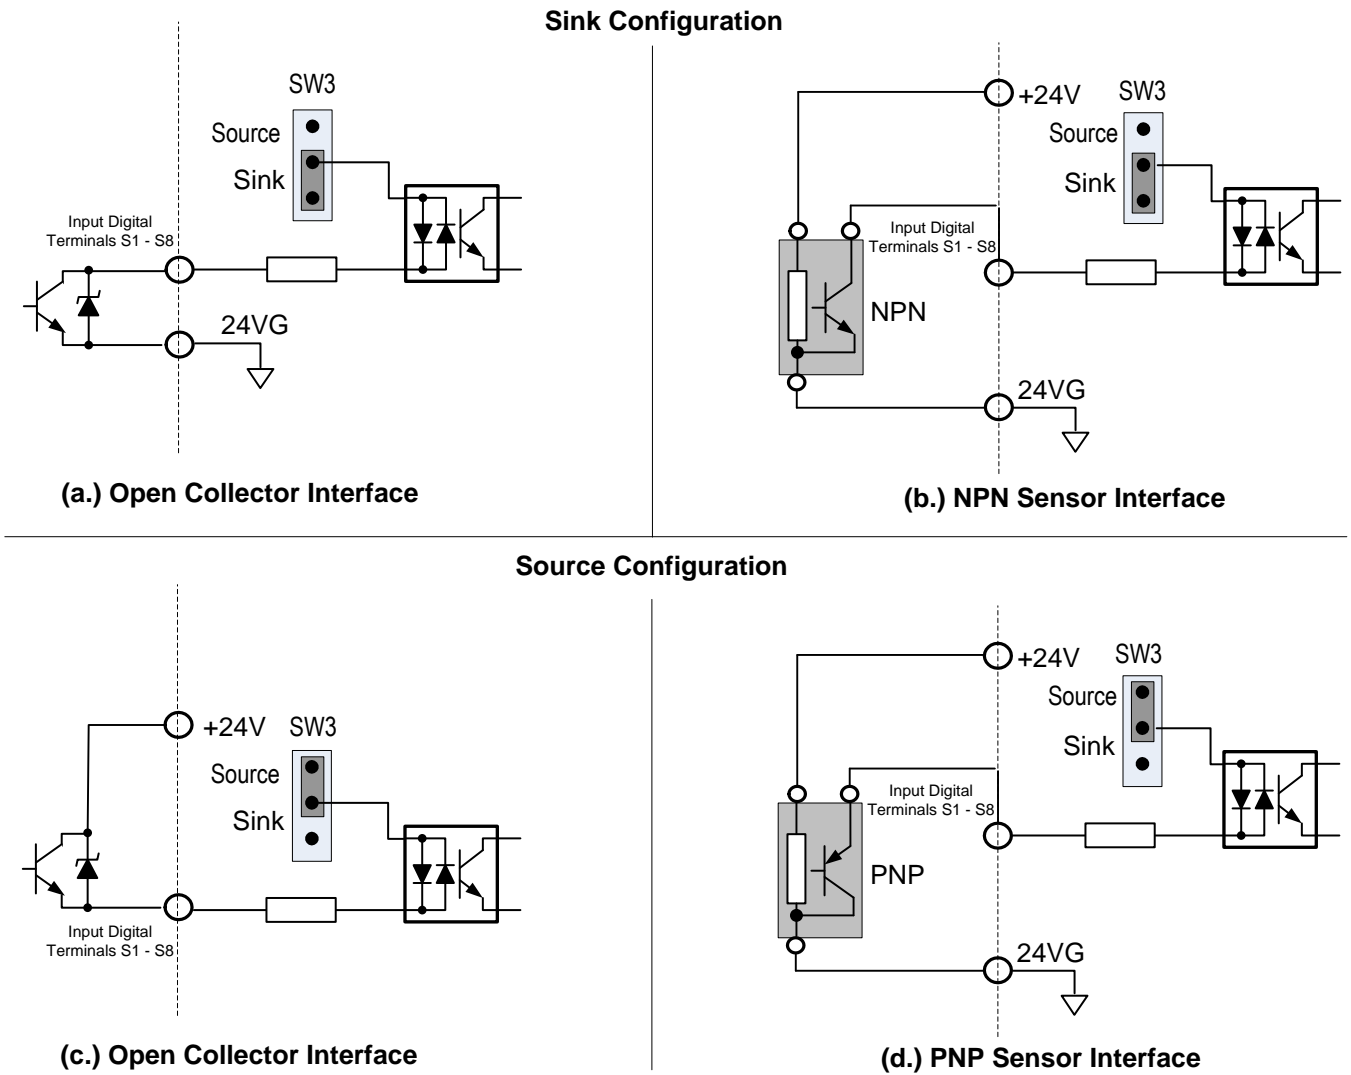 Sink Configuration
SW3
Source
Sink
Input Digital
Terminals S1 - S8
24VG
(a.) Open Collector Interface
+24V
SW3
Source
Sink
Input Digital
Terminals S1 - S8
NPN
24VG
(b.) NPN Sensor Interface
Source Configuration
+24V
SW3
Source
Sink
Input Digital
Terminals S1 - S8
(c.) Open Collector Interface
+24V
SW3
Source
Sink
Input Digital
Terminals S1 - S8
PNP
24VG
(d.) PNP Sensor Interface